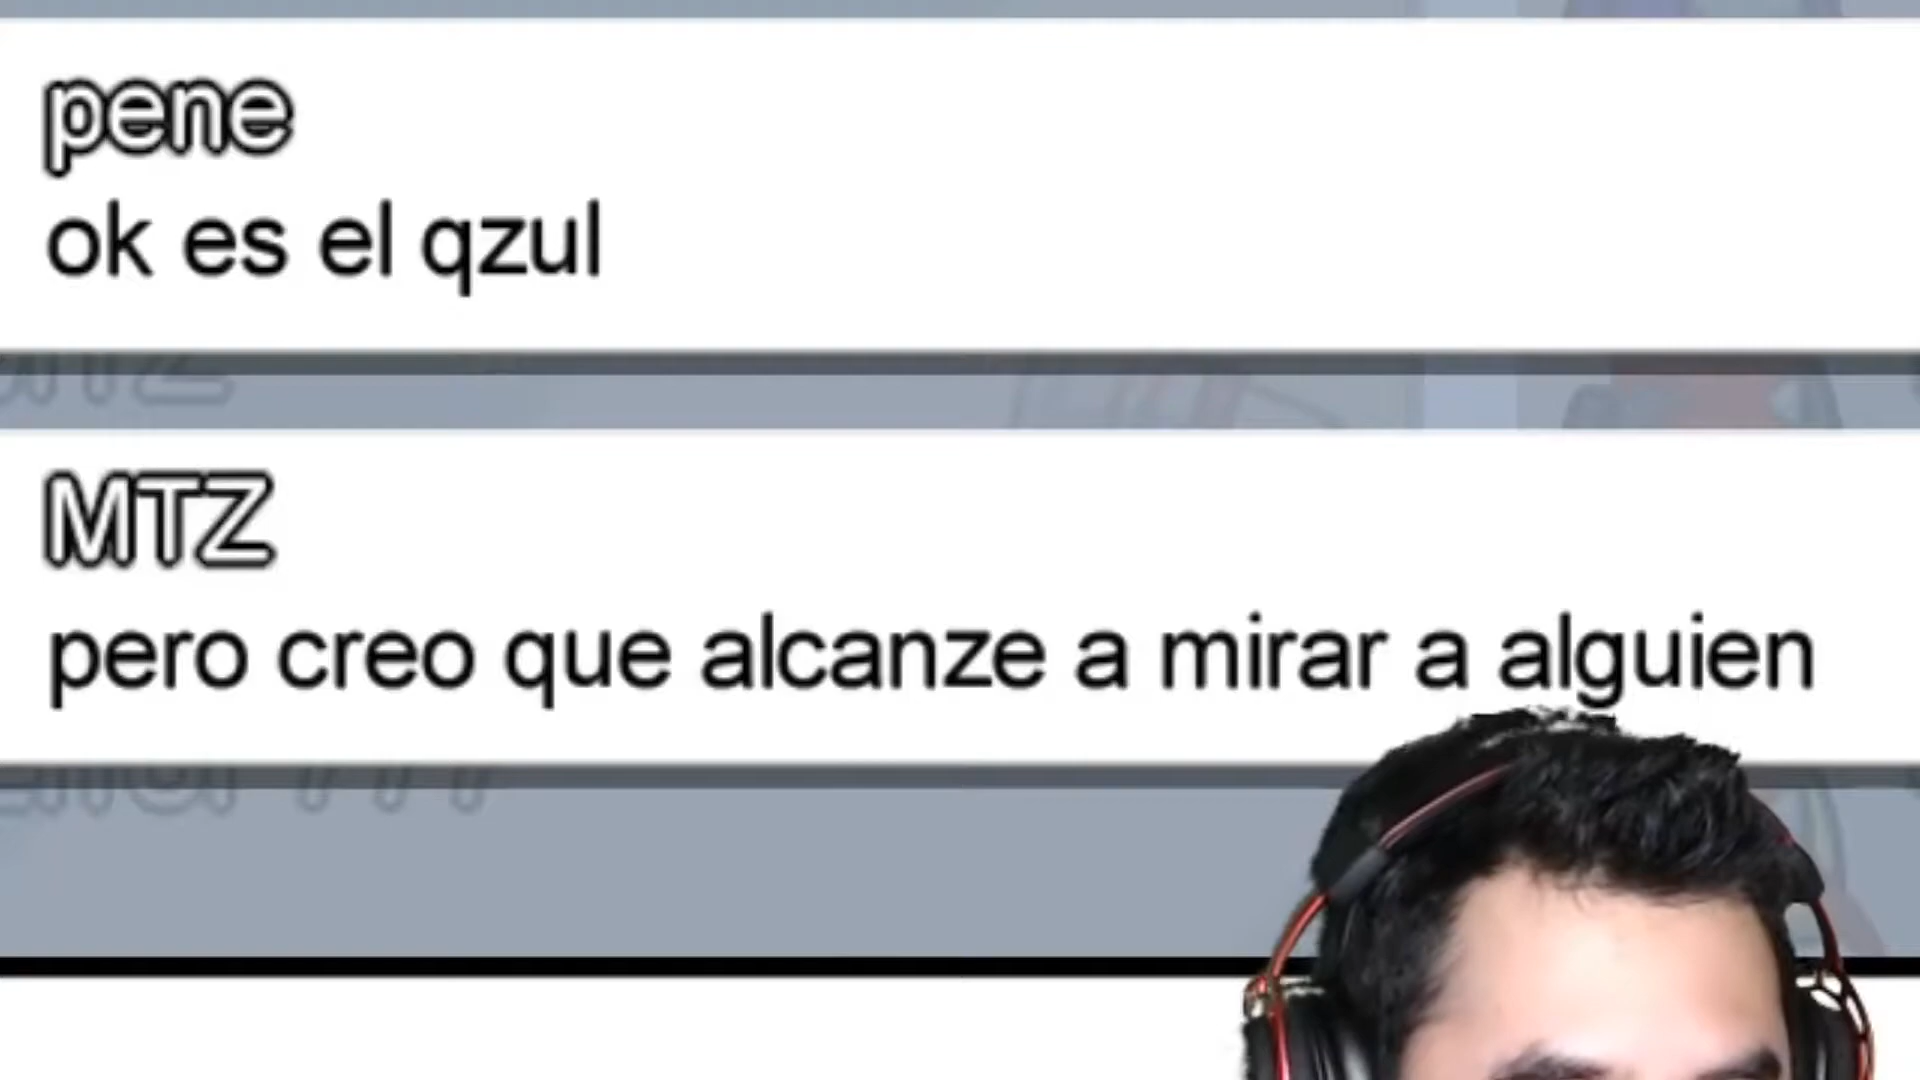 pene
ok es el qzul
MTZ
pero creo que alcanze a mirar a alguien